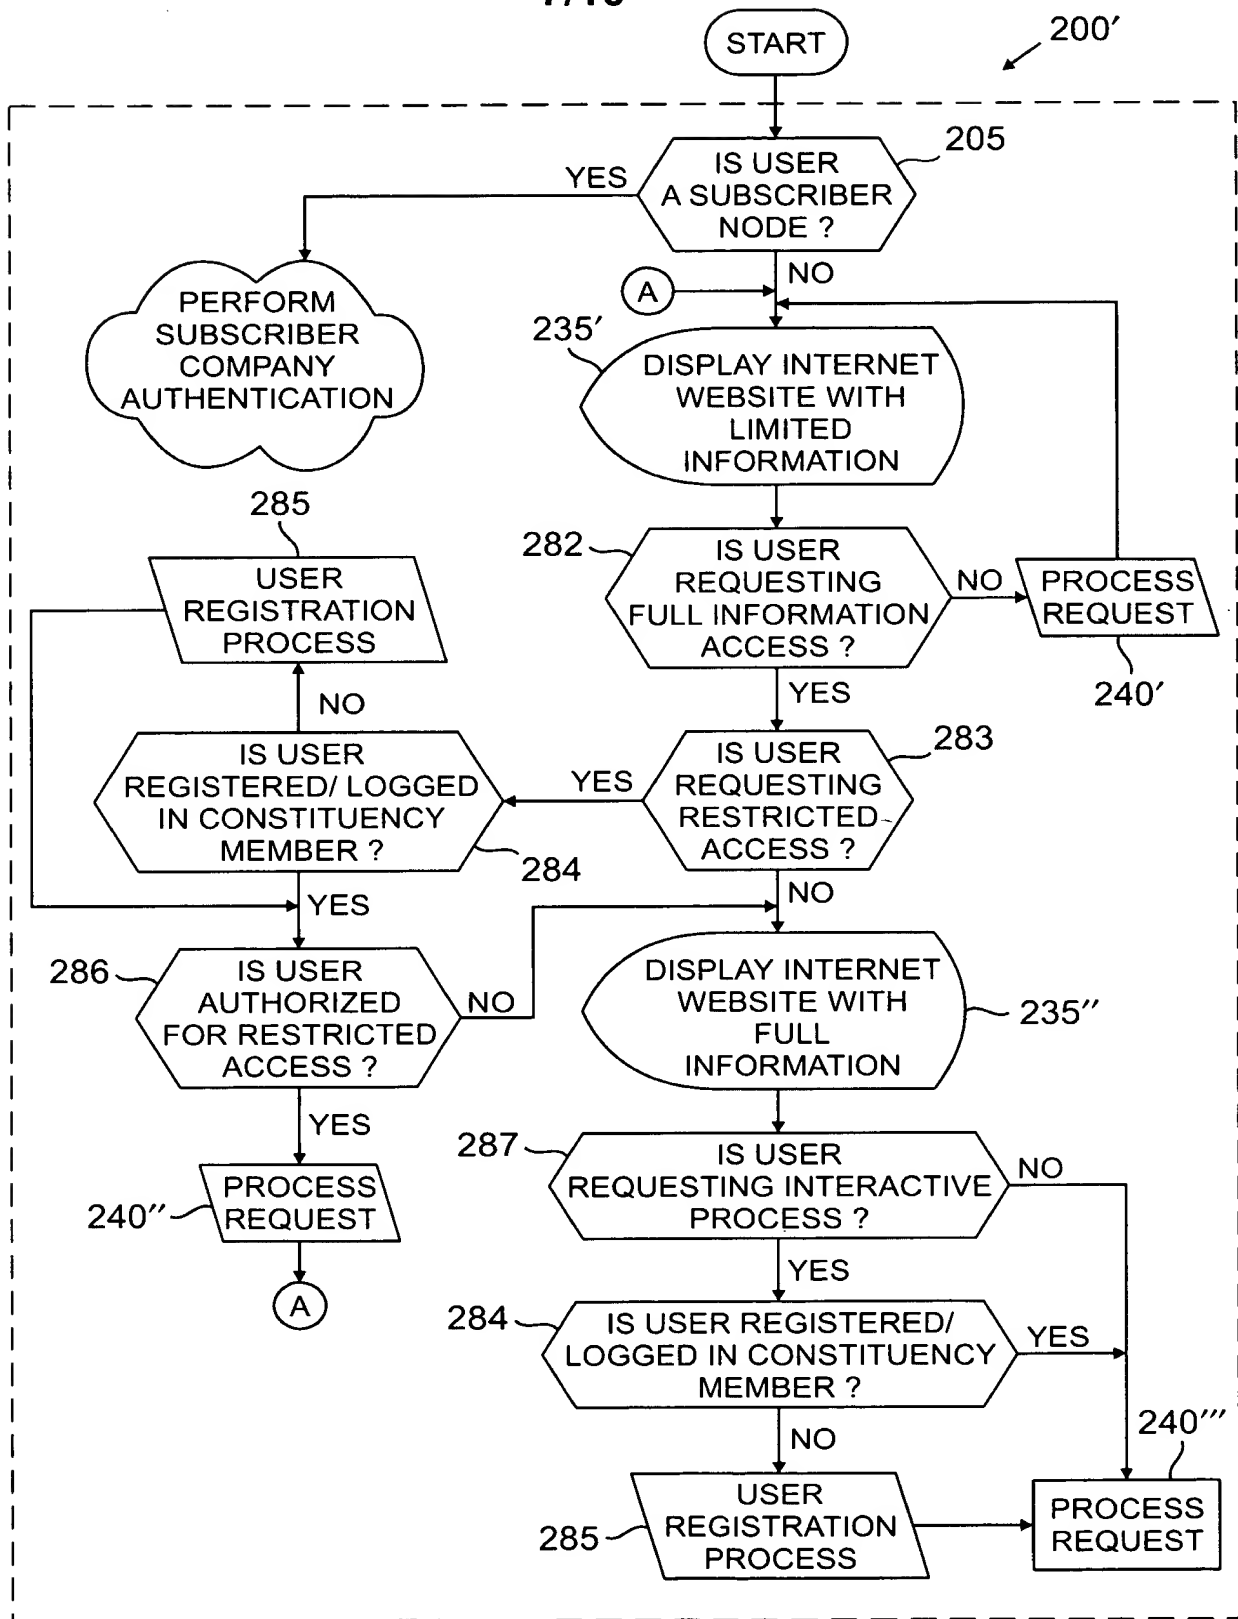 START
200′
IS USER
A SUBSCRIBER
NODE ?
205
YES
NO
A
PERFORM
SUBSCRIBER
COMPANY
AUTHENTICATION
235′
DISPLAY INTERNET
WEBSITE WITH
LIMITED
INFORMATION
285
USER
REGISTRATION
PROCESS
282
IS USER
REQUESTING
FULL INFORMATION
ACCESS ?
NO
PROCESS
REQUEST
240′
YES
NO
IS USER
REGISTERED/ LOGGED
IN CONSTITUENCY
MEMBER ?
284
YES
IS USER
REQUESTING
RESTRICTED
ACCESS ?
283
YES
NO
286
IS USER
AUTHORIZED
FOR RESTRICTED
ACCESS ?
NO
DISPLAY INTERNET
WEBSITE WITH
FULL
INFORMATION
235″
YES
240″
PROCESS
REQUEST
A
287
IS USER
REQUESTING INTERACTIVE
PROCESS ?
NO
YES
284
IS USER REGISTERED/
LOGGED IN CONSTITUENCY
MEMBER ?
YES
NO
240‴
285
USER
REGISTRATION
PROCESS
PROCESS
REQUEST